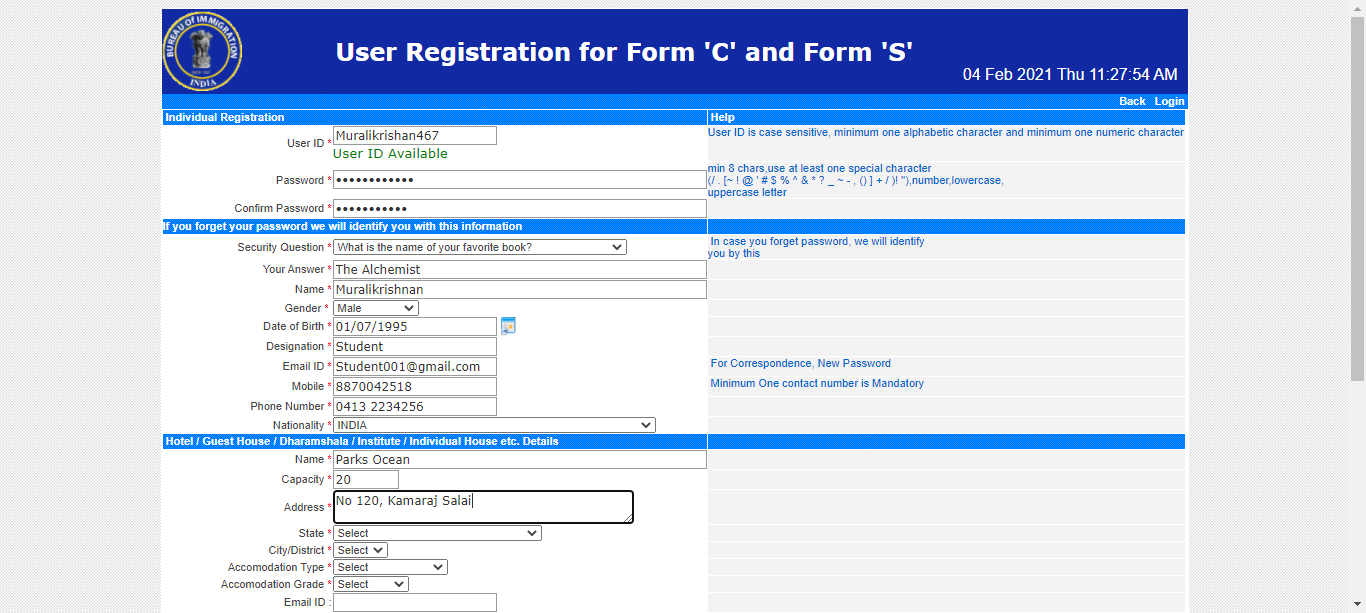 BUREAU OF IMMIGRATION
INDIA
User Registration for Form 'C' and Form 'S'
04 Feb 2021 Thu 11:27:54 AM
Back Login
Individual Registration Help
User ID * Muralikrishan467 User ID is case sensitive, minimum one alphabetic character and minimum one numeric character
User ID Available
Password * •••••••••••• min 8 chars,use at least one special character
(/ . [~ ! @ ' # $ % ^ & * ? _ ~ - , () ] + / )! "),number,lowercase,
uppercase letter
Confirm Password * •••••••••••
If you forget your password we will identify you with this information
Security Question * What is the name of your favorite book? In case you forget password, we will identify
you by this
Your Answer * The Alchemist
Name * Muralikrishnan
Gender * Male
Date of Birth * 01/07/1995
Designation * Student
Email ID * Student001@gmail.com For Correspondence, New Password
Mobile * 8870042518 Minimum One contact number is Mandatory
Phone Number * 0413 2234256
Nationality * INDIA
Hotel / Guest House / Dharamshala / Institute / Individual House etc. Details
Name * Parks Ocean
Capacity * 20
Address * No 120, Kamaraj Salai
State * Select
City/District * Select
Accomodation Type * Select
Accomodation Grade * Select
Email ID :